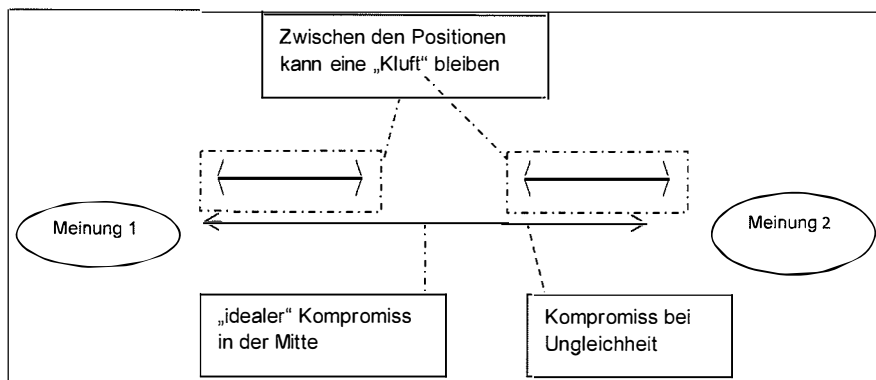 Zwischen den Positionen
kann eine „Kluft“ bleiben
Meinung 1
Meinung 2
„idealer“ Kompromiss
in der Mitte
Kompromiss bei
Ungleichheit